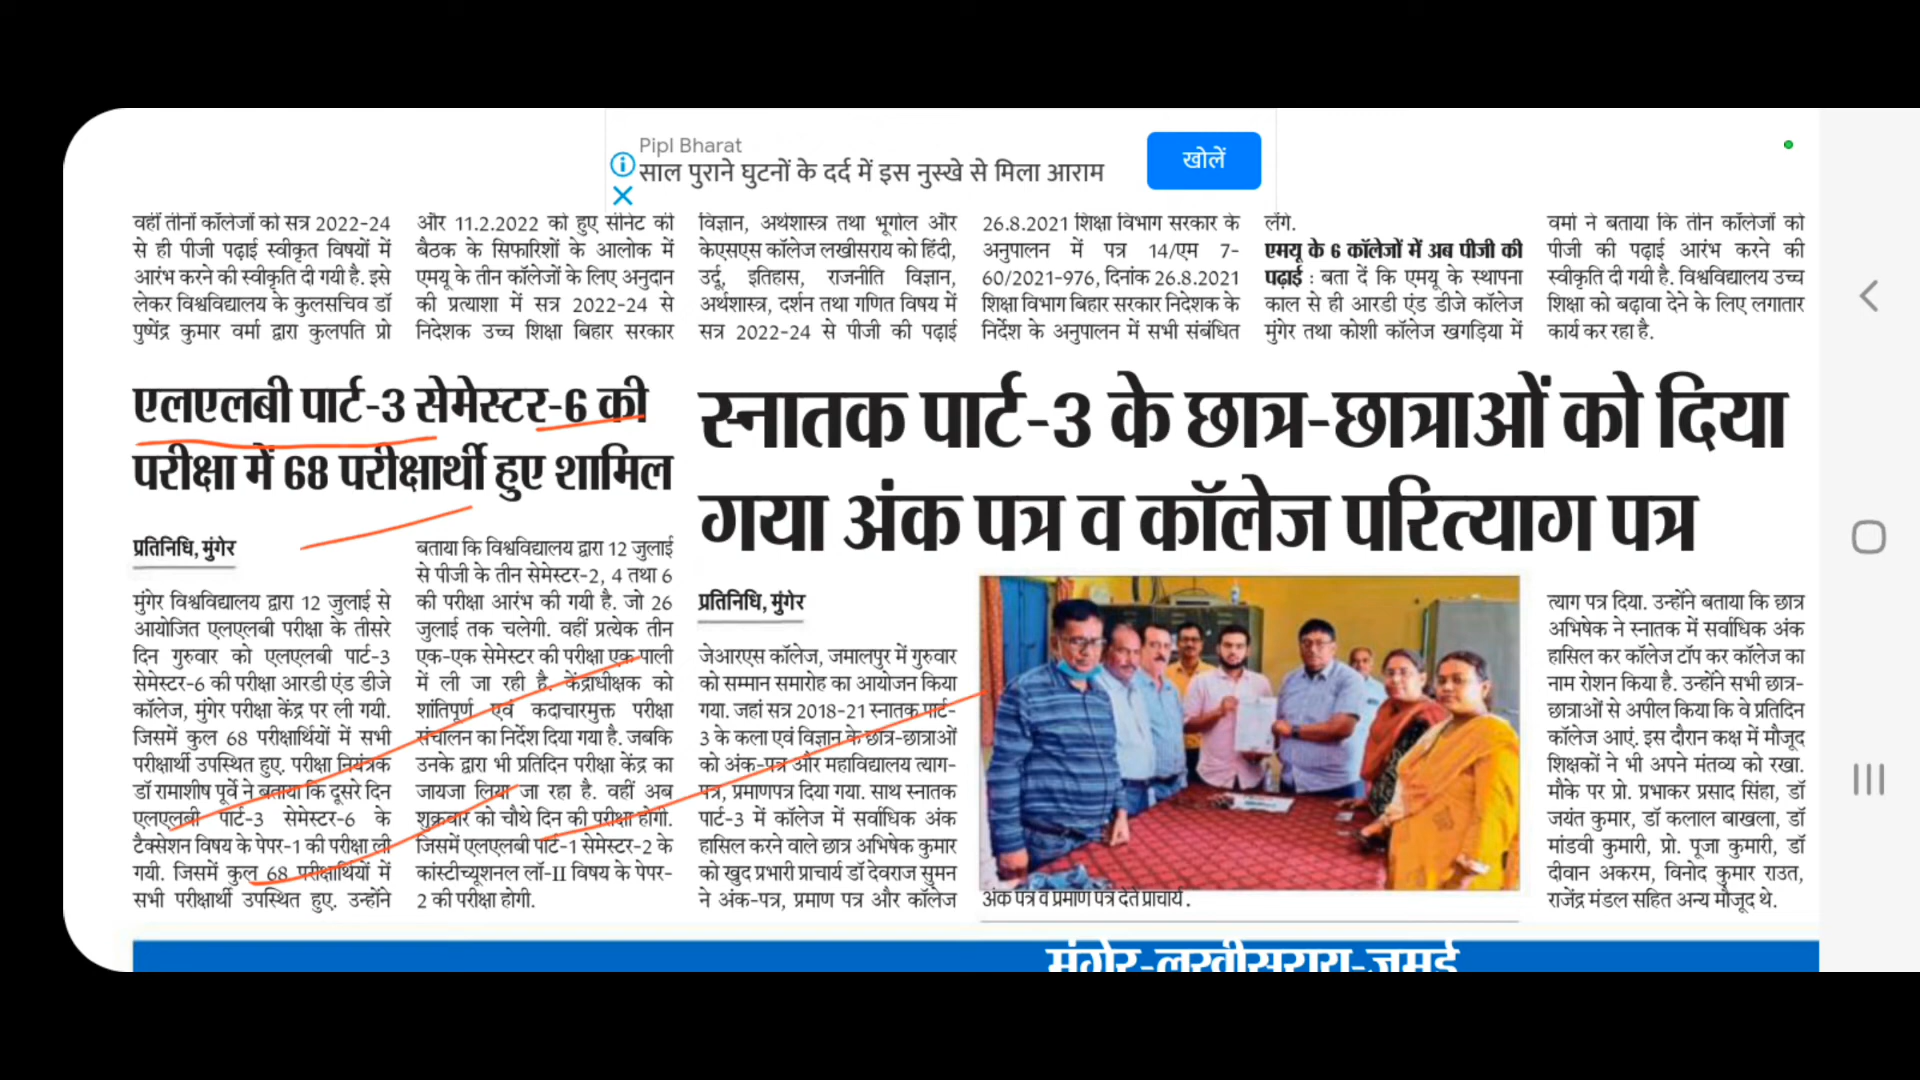 Pipl Bharat
साल पुराने घुटनों के दर्द में इस नुस्खे से मिला आराम
खोलें
वहीं तीनों कॉलेजों को सत्र 2022-24
से ही पीजी पढ़ाई स्वीकृत विषयों में
आरंभ करने की स्वीकृति दी गयी है. इसे
लेकर विश्वविद्यालय के कुलसचिव डॉ
पुष्पेंद्र कुमार वर्मा द्वारा कुलपति प्रो
और 11.2.2022 को हुए सीनेट की
बैठक के सिफारिशों के आलोक में
एमयू के तीन कॉलेजों के लिए अनुदान
की प्रत्याशा में सत्र 2022-24 से
निदेशक उच्च शिक्षा बिहार सरकार
विज्ञान, अर्थशास्त्र तथा भूगोल और
केएसएस कॉलेज लखीसराय को हिंदी,
उर्दू, इतिहास, राजनीति विज्ञान,
अर्थशास्त्र, दर्शन तथा गणित विषय में
सत्र 2022-24 से पीजी की पढ़ाई
26.8.2021 शिक्षा विभाग सरकार के
अनुपालन में पत्र 14/एम 7-
60/2021-976, दिनांक 26.8.2021
शिक्षा विभाग बिहार सरकार निदेशक के
निर्देश के अनुपालन में सभी संबंधित
लेंगे.
एमयू के 6 कॉलेजों में अब पीजी की
पढ़ाई : बता दें कि एमयू के स्थापना
काल से ही आरडी एंड डीजे कॉलेज
मुंगेर तथा कोशी कॉलेज खगड़िया में
वर्मा ने बताया कि तीन कॉलेजों को
पीजी की पढ़ाई आरंभ करने की
स्वीकृति दी गयी है. विश्वविद्यालय उच्च
शिक्षा को बढ़ावा देने के लिए लगातार
कार्य कर रहा है.
एलएलबी पार्ट-3 सेमेस्टर-6 की
परीक्षा में 68 परीक्षार्थी हुए शामिल
प्रतिनिधि, मुंगेर
मुंगेर विश्वविद्यालय द्वारा 12 जुलाई से
आयोजित एलएलबी परीक्षा के तीसरे
दिन गुरुवार को एलएलबी पार्ट-3
सेमेस्टर-6 की परीक्षा आरडी एंड डीजे
कॉलेज, मुंगेर परीक्षा केंद्र पर ली गयी.
जिसमें कुल 68 परीक्षार्थियों में सभी
परीक्षार्थी उपस्थित हुए. परीक्षा नियंत्रक
डॉ रामाशीष पूर्वे ने बताया कि दूसरे दिन
एलएलबी पार्ट-3 सेमेस्टर-6 के
टैक्सेशन विषय के पेपर-1 की परीक्षा ली
गयी. जिसमें कुल 68 परीक्षार्थियों में
सभी परीक्षार्थी उपस्थित हुए. उन्होंने
बताया कि विश्वविद्यालय द्वारा 12 जुलाई
से पीजी के तीन सेमेस्टर-2, 4 तथा 6
की परीक्षा आरंभ की गयी है. जो 26
जुलाई तक चलेगी. वहीं प्रत्येक तीन
एक-एक सेमेस्टर की परीक्षा एक पाली
में ली जा रही है. केंद्राधीक्षक को
शांतिपूर्ण एवं कदाचारमुक्त परीक्षा
संचालन का निर्देश दिया गया है. जबकि
उनके द्वारा भी प्रतिदिन परीक्षा केंद्र का
जायजा लिया जा रहा है. वहीं अब
शुक्रवार को चौथे दिन की परीक्षा होगी.
जिसमें एलएलबी पार्ट-1 सेमेस्टर-2 के
कांस्टीच्यूशनल लॉ-II विषय के पेपर-
2 की परीक्षा होगी.
स्नातक पार्ट-3 के छात्र-छात्राओं को दिया
गया अंक पत्र व कॉलेज परित्याग पत्र
प्रतिनिधि, मुंगेर
जेआरएस कॉलेज, जमालपुर में गुरुवार
को सम्मान समारोह का आयोजन किया
गया. जहां सत्र 2018-21 स्नातक पार्ट-
3 के कला एवं विज्ञान के छात्र-छात्राओं
को अंक-पत्र और महाविद्यालय त्याग-
पत्र, प्रमाणपत्र दिया गया. साथ स्नातक
पार्ट-3 में कॉलेज में सर्वाधिक अंक
हासिल करने वाले छात्र अभिषेक कुमार
को खुद प्रभारी प्राचार्य डॉ देवराज सुमन
ने अंक-पत्र, प्रमाण पत्र और कॉलेज
अंक पत्र व प्रमाण पत्र देते प्राचार्य.
त्याग पत्र दिया. उन्होंने बताया कि छात्र
अभिषेक ने स्नातक में सर्वाधिक अंक
हासिल कर कॉलेज टॉप कर कॉलेज का
नाम रोशन किया है. उन्होंने सभी छात्र-
छात्राओं से अपील किया कि वे प्रतिदिन
कॉलेज आएं. इस दौरान कक्ष में मौजूद
शिक्षकों ने भी अपने मंतव्य को रखा.
मौके पर प्रो. प्रभाकर प्रसाद सिंहा, डॉ
जयंत कुमार, डॉ कलाल बाखला, डॉ
मांडवी कुमारी, प्रो. पूजा कुमारी, डॉ
दीवान अकरम, विनोद कुमार राउत,
राजेंद्र मंडल सहित अन्य मौजूद थे.
मुंगेर-लखीसराय-जमुई